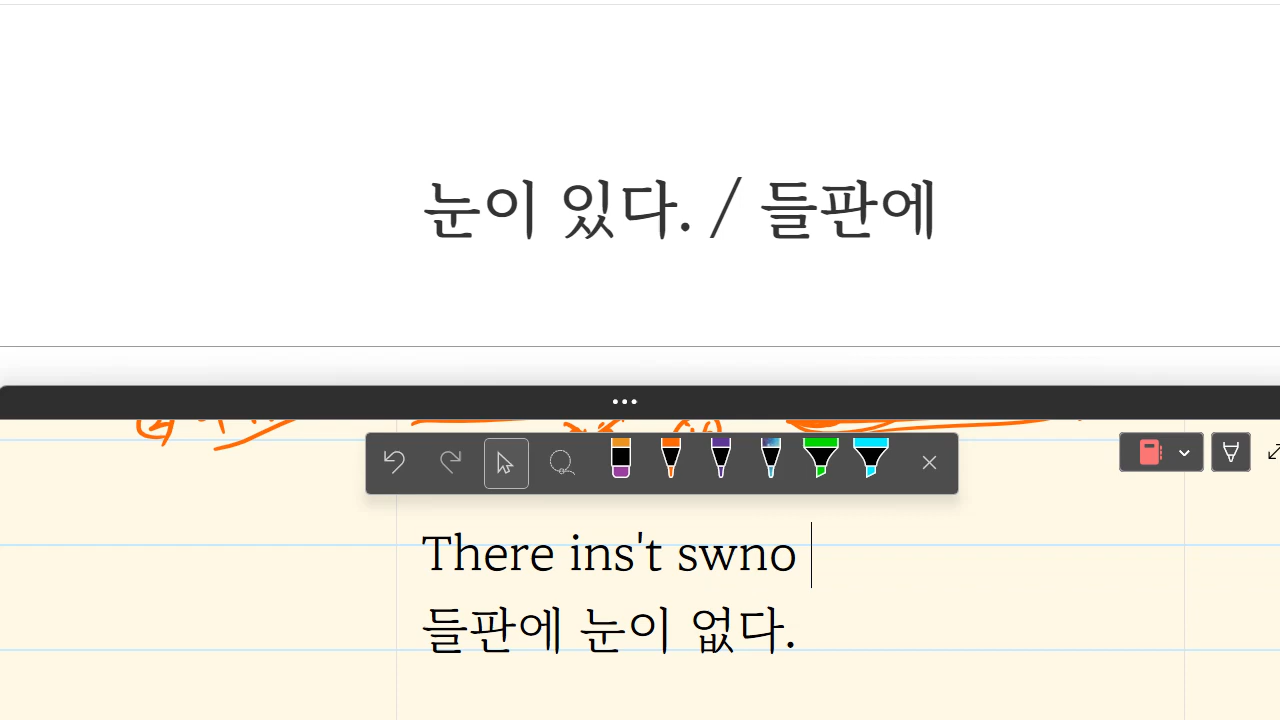 눈이 있다. / 들판에
There ins't swno
들판에 눈이 없다.